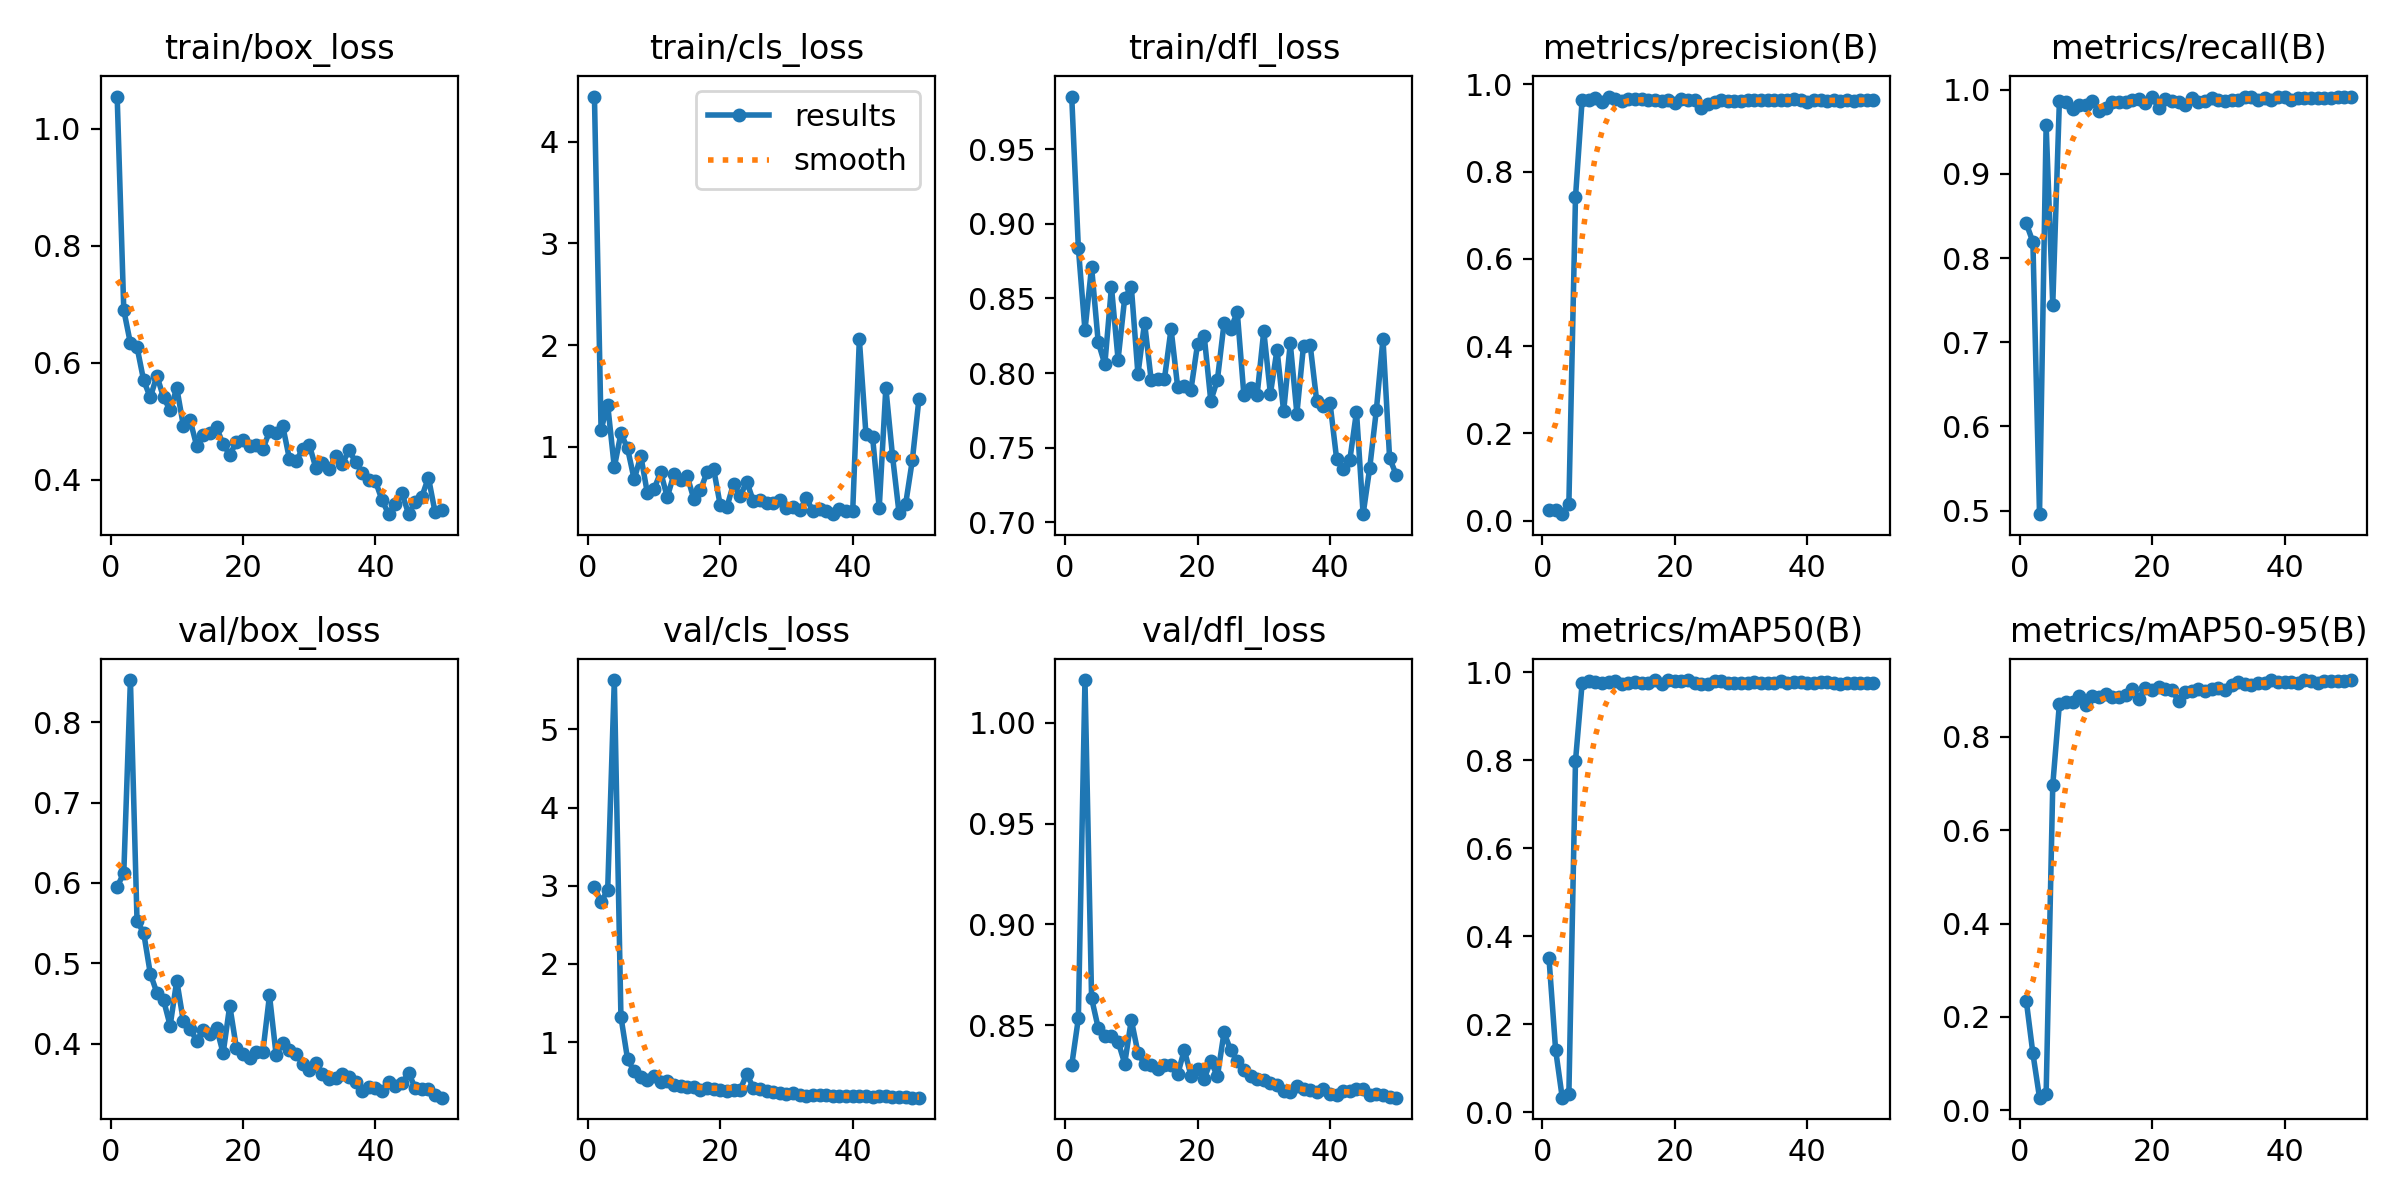 train/box_loss
1.0
0.8
0.6
0.4
0 20 40
train/cls_loss
results
smooth
4
3
2
1
0 20 40
train/dfl_loss
0.95
0.90
0.85
0.80
0.75
0.70
0 20 40
metrics/precision(B)
1.0
0.8
0.6
0.4
0.2
0.0
0 20 40
metrics/recall(B)
1.0
0.9
0.8
0.7
0.6
0.5
0 20 40
val/box_loss
0.8
0.7
0.6
0.5
0.4
0 20 40
val/cls_loss
5
4
3
2
1
0 20 40
val/dfl_loss
1.00
0.95
0.90
0.85
0 20 40
metrics/mAP50(B)
1.0
0.8
0.6
0.4
0.2
0.0
0 20 40
metrics/mAP50-95(B)
0.8
0.6
0.4
0.2
0.0
0 20 40